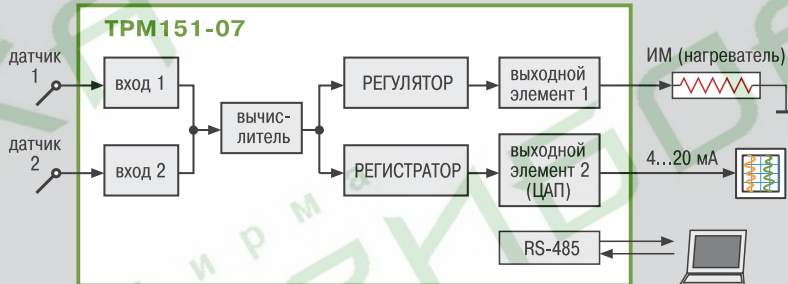 ТРМ151-07
датчик
1
вход 1
датчик
2
вход 2
вычис-
литель
РЕГУЛЯТОР
выходной
элемент 1
ИМ (нагреватель)
РЕГИСТРАТОР
выходной
элемент 2
(ЦАП)
4...20 мА
RS-485